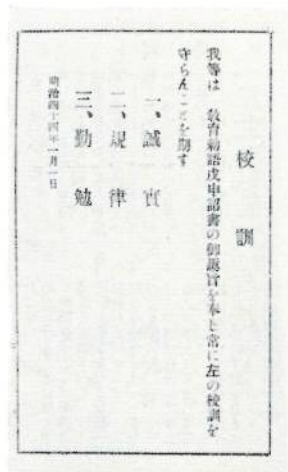 校訓
我等は 教育勅語戊申詔書の御誠旨を奉じ常に左の校訓を
守らんことを期す
一、誠實
二、規律
三、勤勉
明治四十四年一月一日